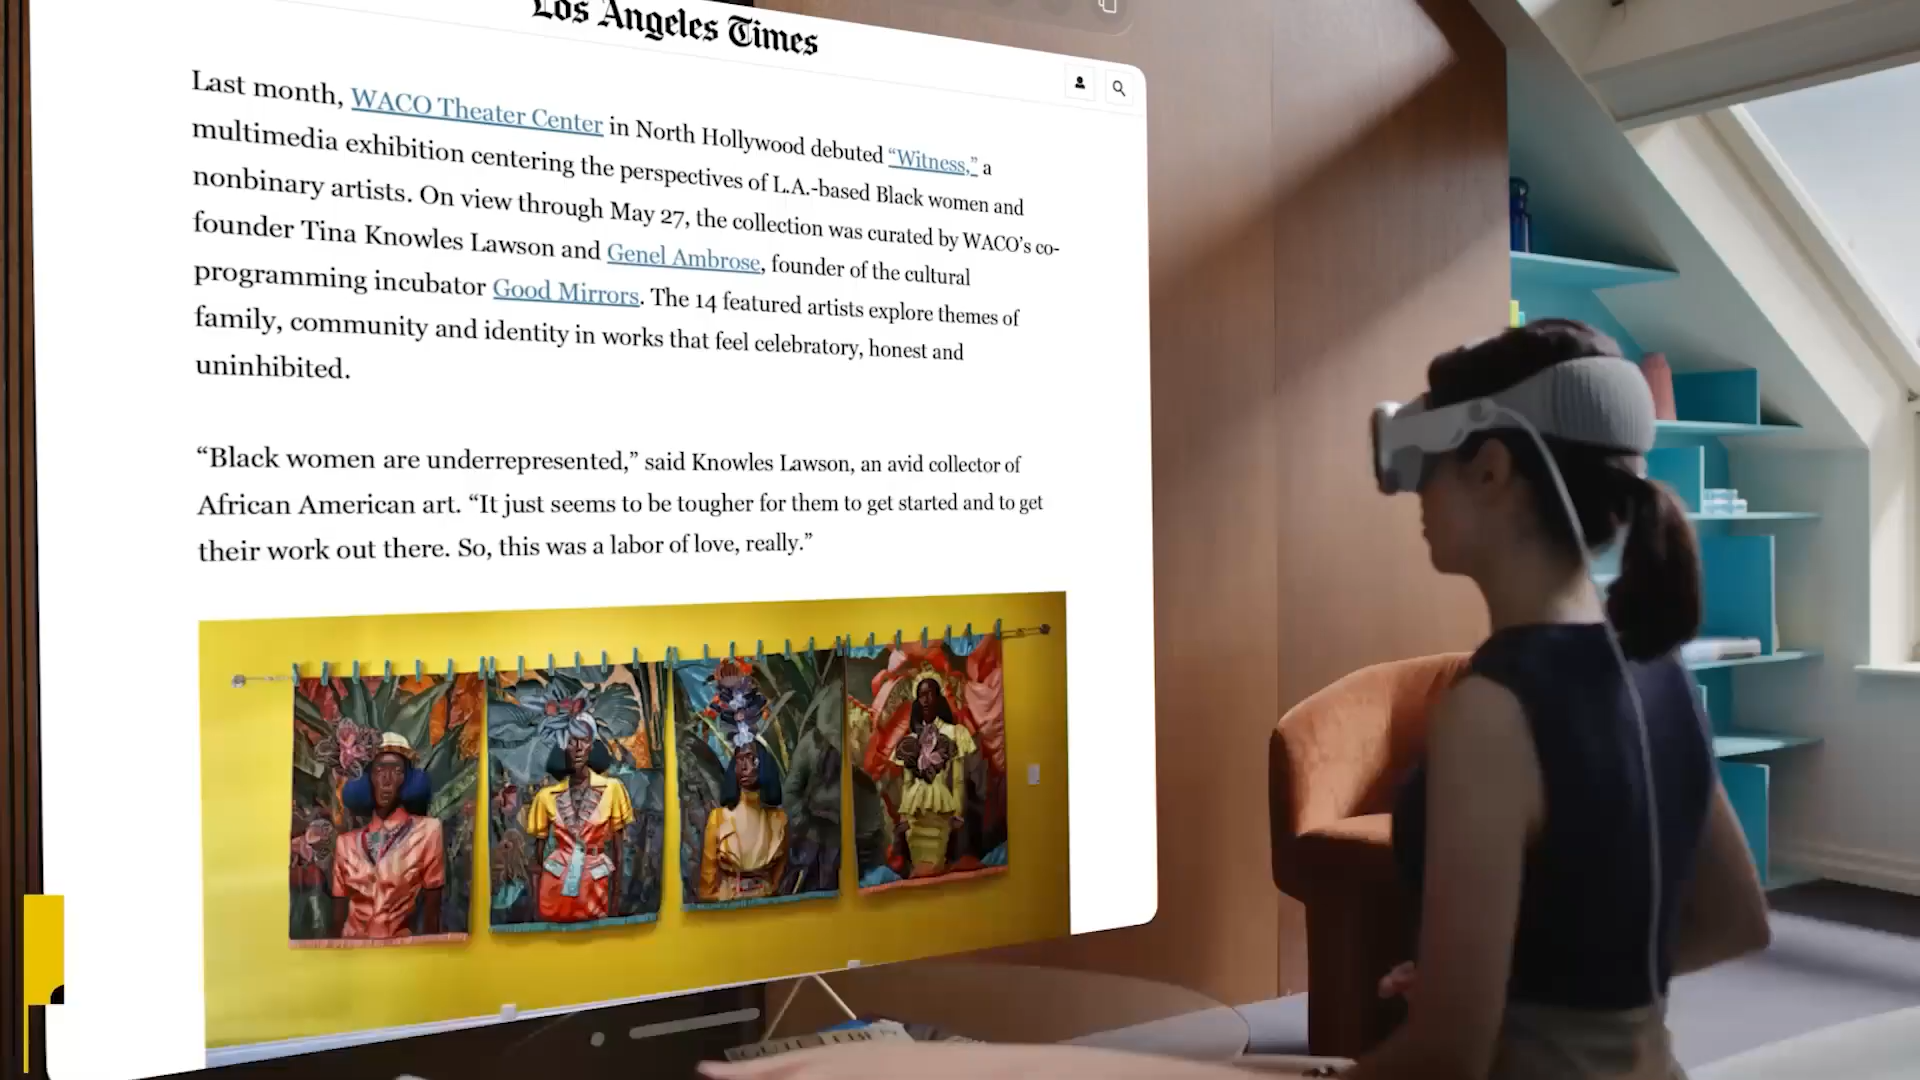 Los Angeles Times
Last month, WACO Theater Center in North Hollywood debuted “Witness,” a
multimedia exhibition centering the perspectives of L.A.-based Black women and
nonbinary artists. On view through May 27, the collection was curated by WACO’s co-
founder Tina Knowles Lawson and Genel Ambrose, founder of the cultural
programming incubator Good Mirrors. The 14 featured artists explore themes of
family, community and identity in works that feel celebratory, honest and
uninhibited.
“Black women are underrepresented,” said Knowles Lawson, an avid collector of
African American art. “It just seems to be tougher for them to get started and to get
their work out there. So, this was a labor of love, really.”